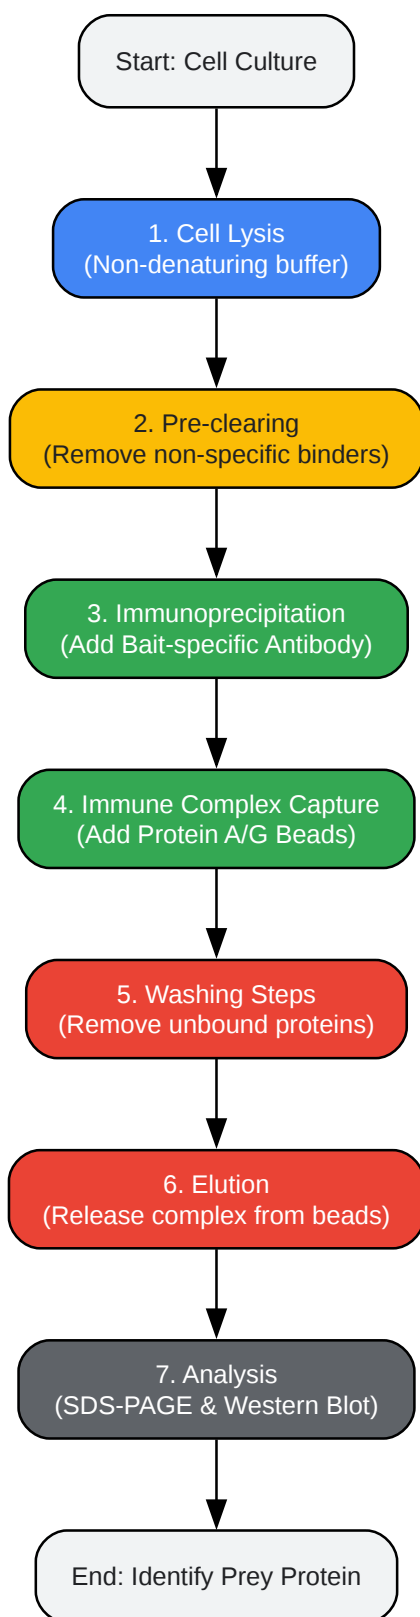 Start: Cell Culture
1. Cell Lysis
(Non-denaturing buffer)
2. Pre-clearing
(Remove non-specific binders)
3. Immunoprecipitation
(Add Bait-specific Antibody)
4. Immune Complex Capture
(Add Protein A/G Beads)
5. Washing Steps
(Remove unbound proteins)
6. Elution
(Release complex from beads)
7. Analysis
(SDS-PAGE & Western Blot)
End: Identify Prey Protein